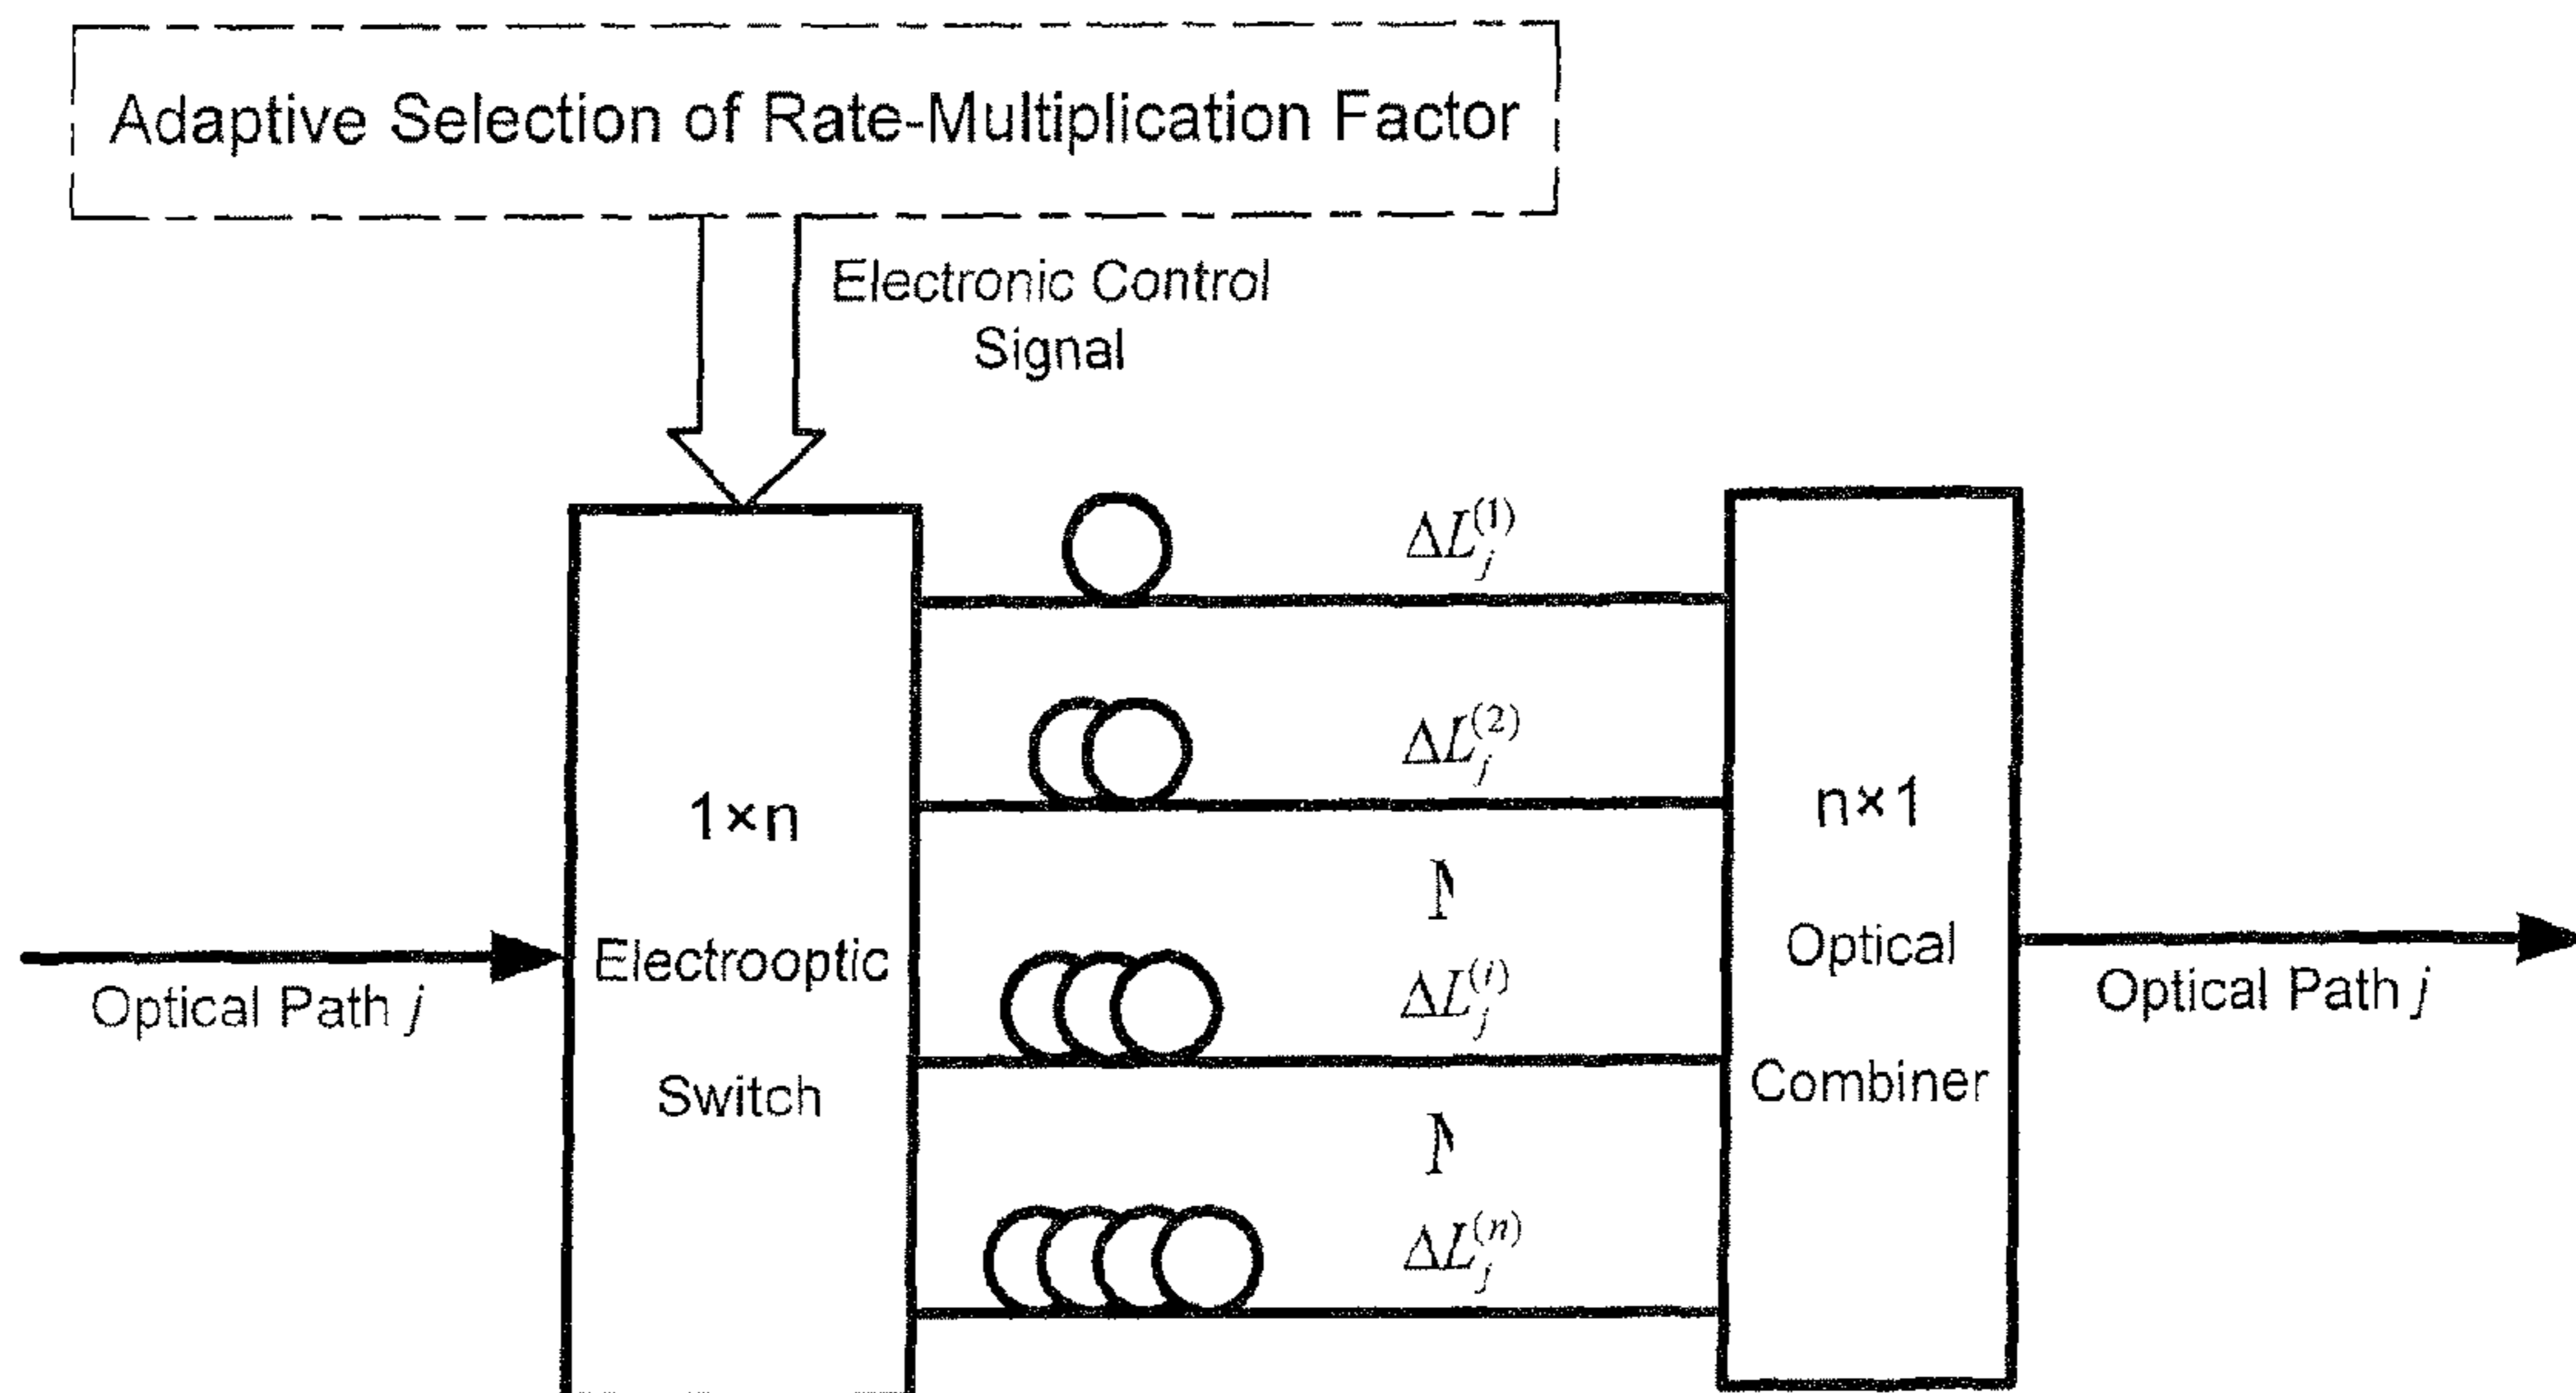 Adaptive Selection of Rate-Multiplication Factor
Electronic Control
Signal
ΔL_j^(1)
ΔL_j^(2)
1×n
n×1
Electrooptic
Optical
Optical Path j
Optical Path j
ΔL_j^(i)
Switch
Combiner
ΔL_j^(n)